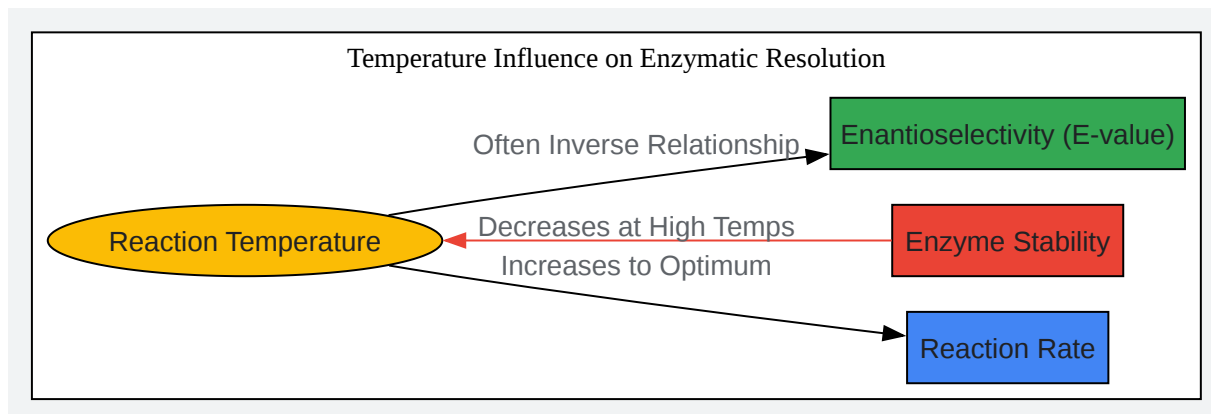 Temperature Influence on Enzymatic Resolution
Often Inverse Relationship
Enantioselectivity (E-value)
Reaction Temperature
Decreases at High Temps
Enzyme Stability
Increases to Optimum
Reaction Rate